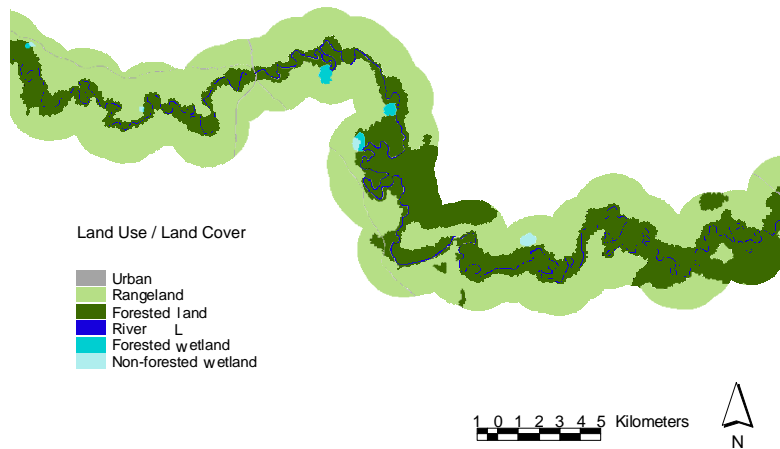 Land Use / Land Cover
Urban
Rangeland
Forested land
River L
Forested wetland
Non-forested wetland
1 0 1 2 3 4 5 Kilometers
N